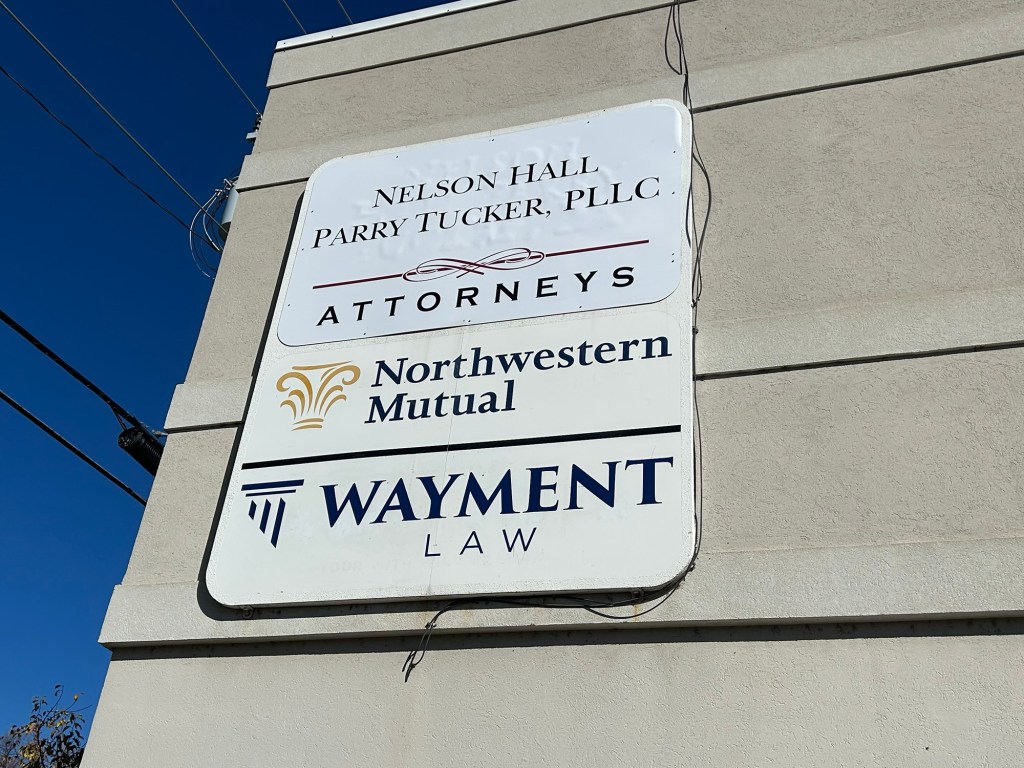 NELSON HALL
PARRY TUCKER, PLLC
ATTORNEYS
Northwestern
Mutual
WAYMENT
LAW